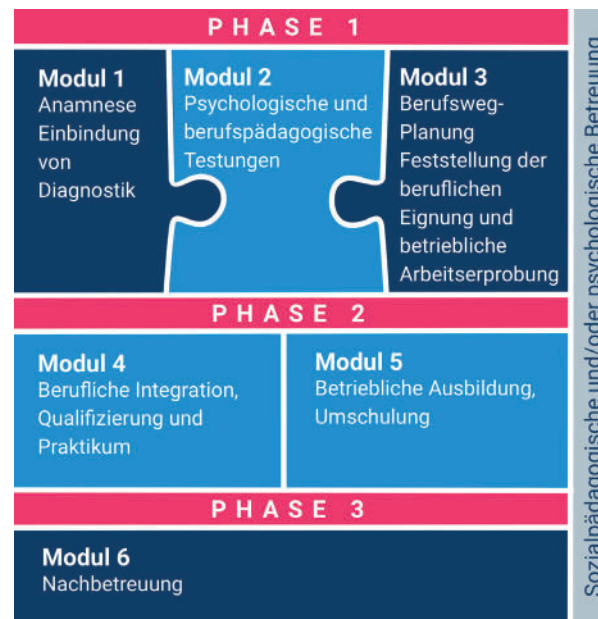 PHASE 1
Modul 1
Anamnese
Einbindung
von
Diagnostik
Modul 2
Psychologische und
berufspädagogische
Testungen
Modul 3
Berufsweg-
Planung
Feststellung der
beruflichen
Eignung und
betriebliche
Arbeitserprobung
PHASE 2
Modul 4
Berufliche Integration,
Qualifizierung und
Praktikum
Modul 5
Betriebliche Ausbildung,
Umschulung
PHASE 3
Modul 6
Nachbetreuung
Sozialpädagogische und/oder psychologische Betreuung